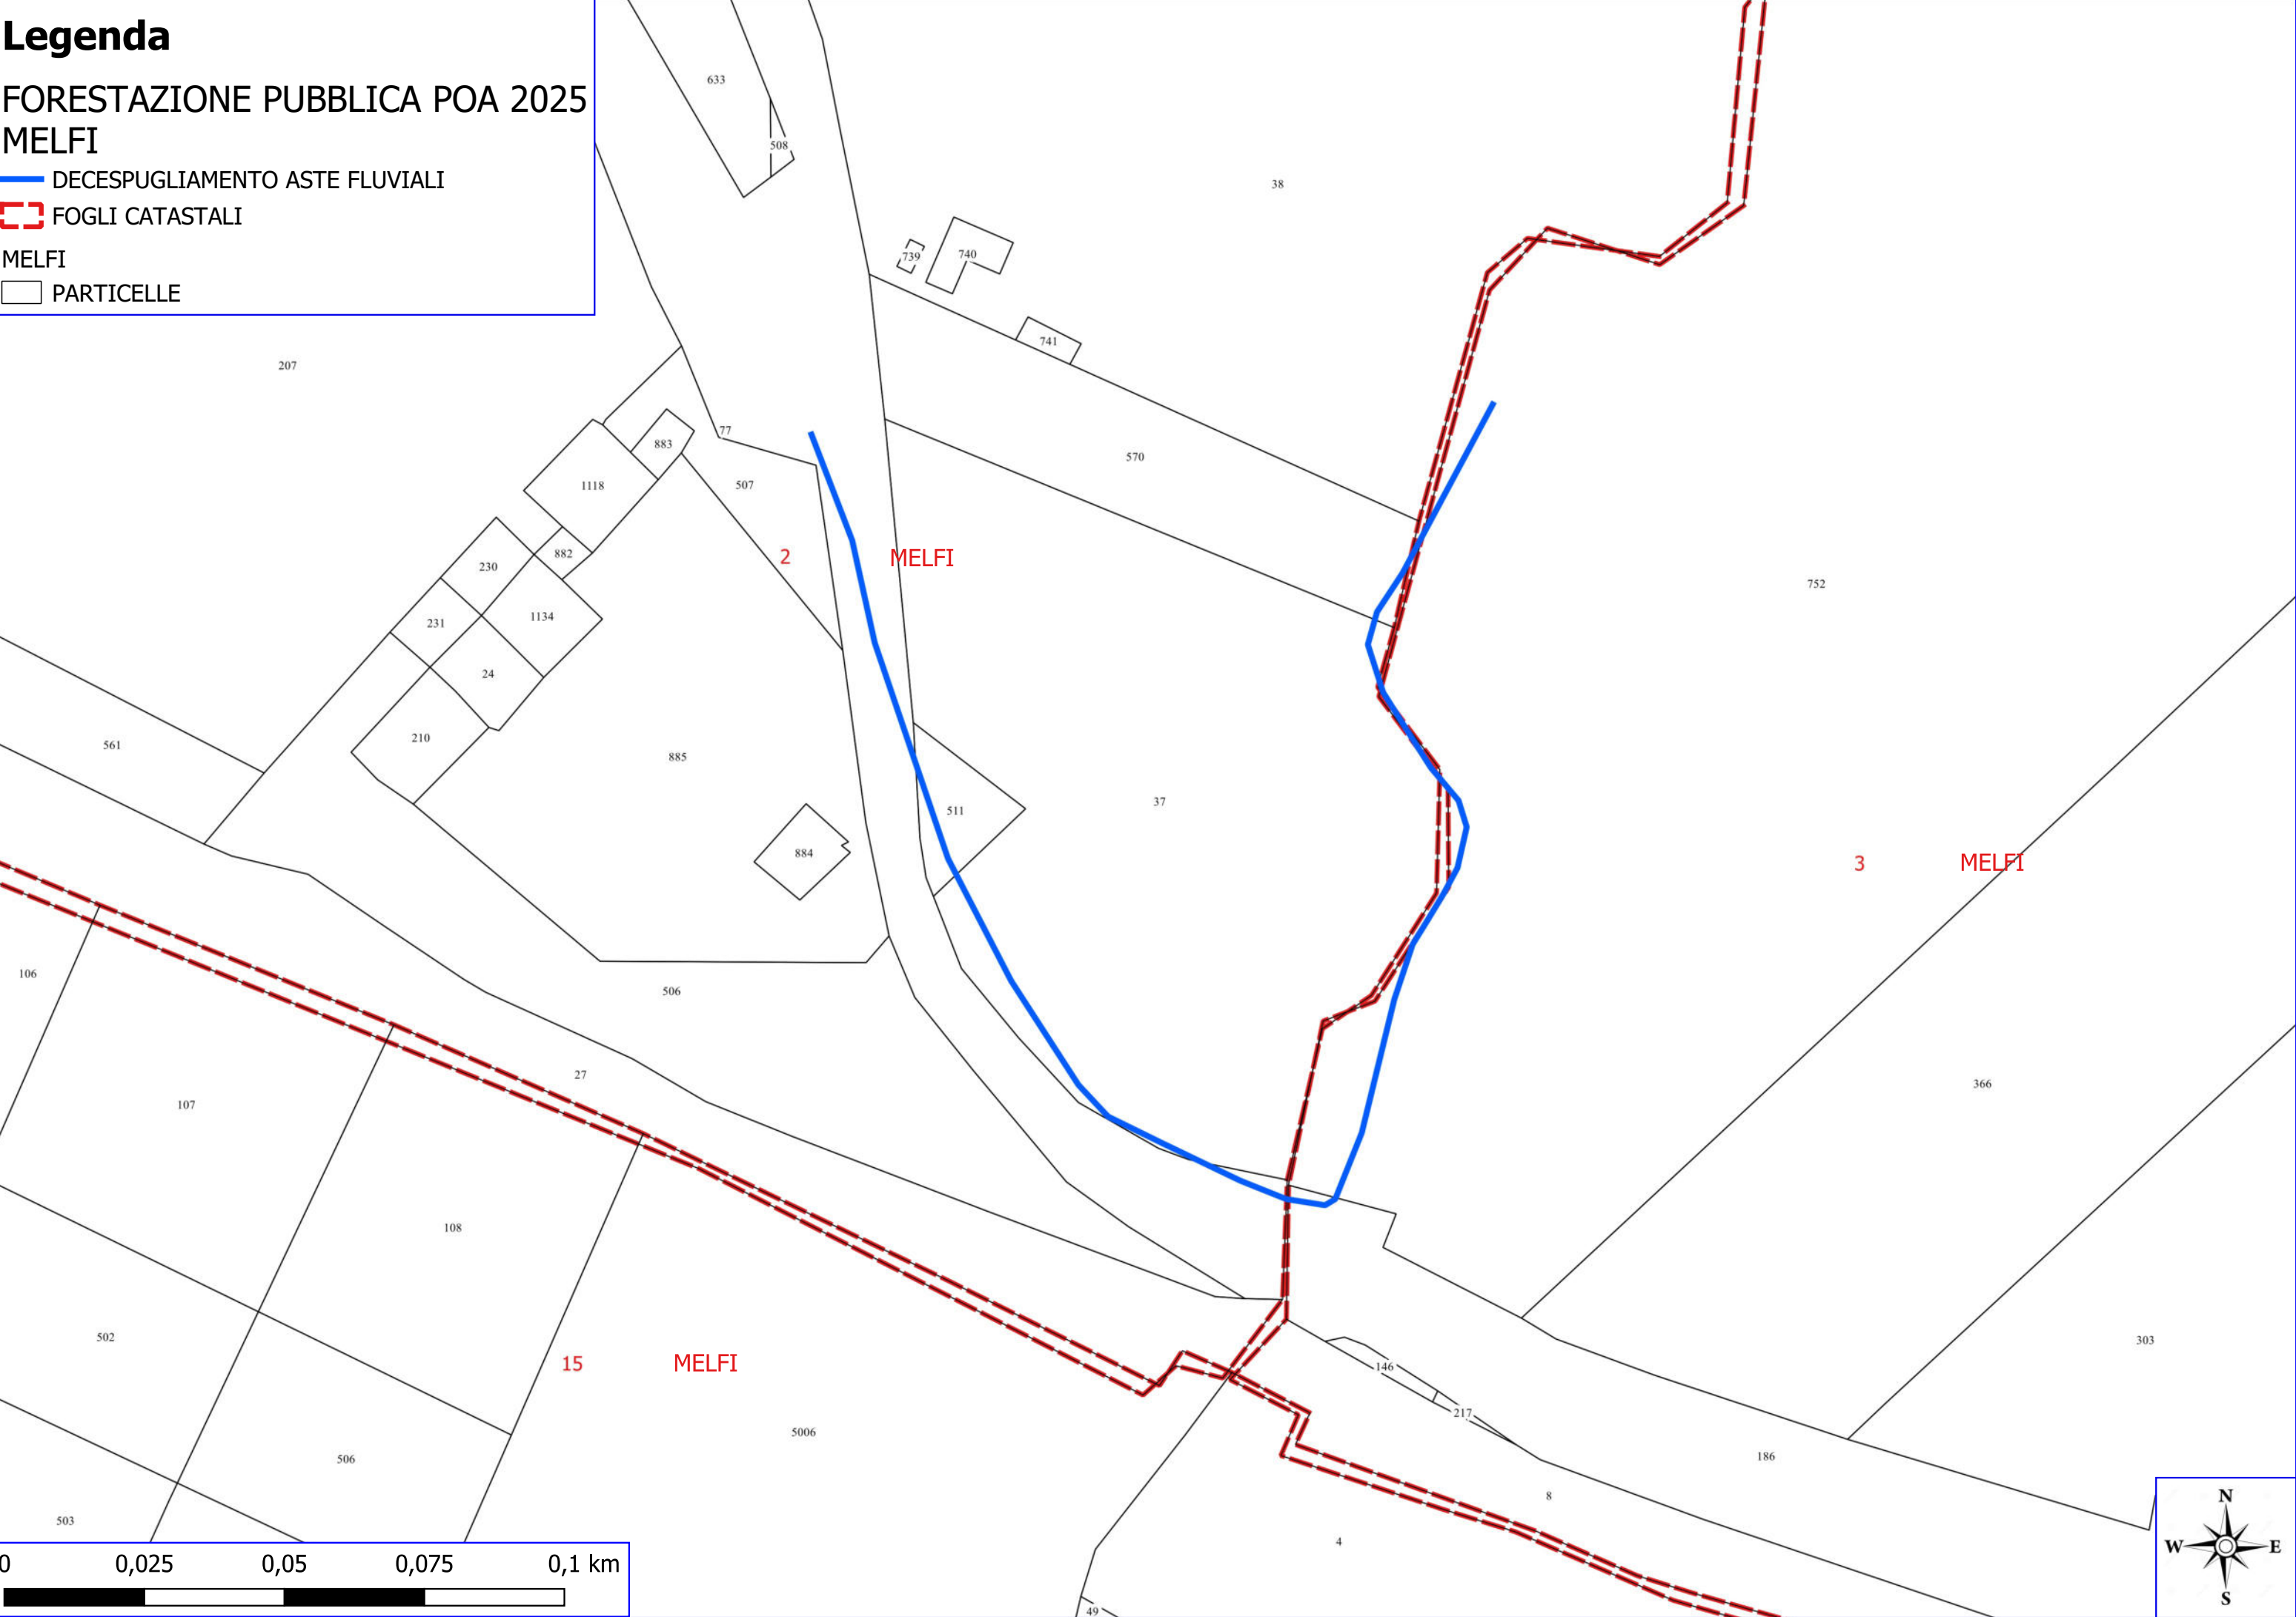 Legenda
FORESTAZIONE PUBBLICA POA 2025
MELFI
DECESPUGLIAMENTO ASTE FLUVIALI
FOGLI CATASTALI
MELFI
PARTICELLE
633
508
38
739
740
741
207
77
883
570
507
1118
2 MELFI
882
230
752
1134
231
24
210
561
885
37
511
884
3 MELFI
106
506
27
366
107
108
502
303
15 MELFI
146
217
5006
186
506
8
503
4
49
0 0,025 0,05 0,075 0,1 km
N
W E
S